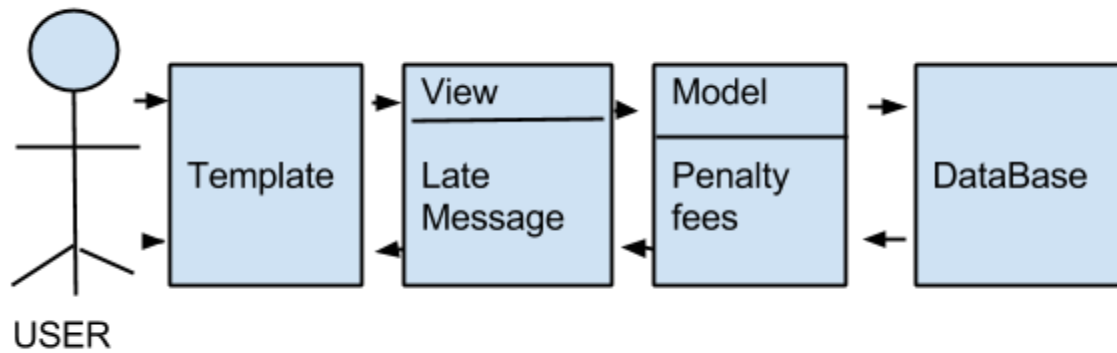 View
Model
Template
Late
Message
Penalty
fees
DataBase
USER